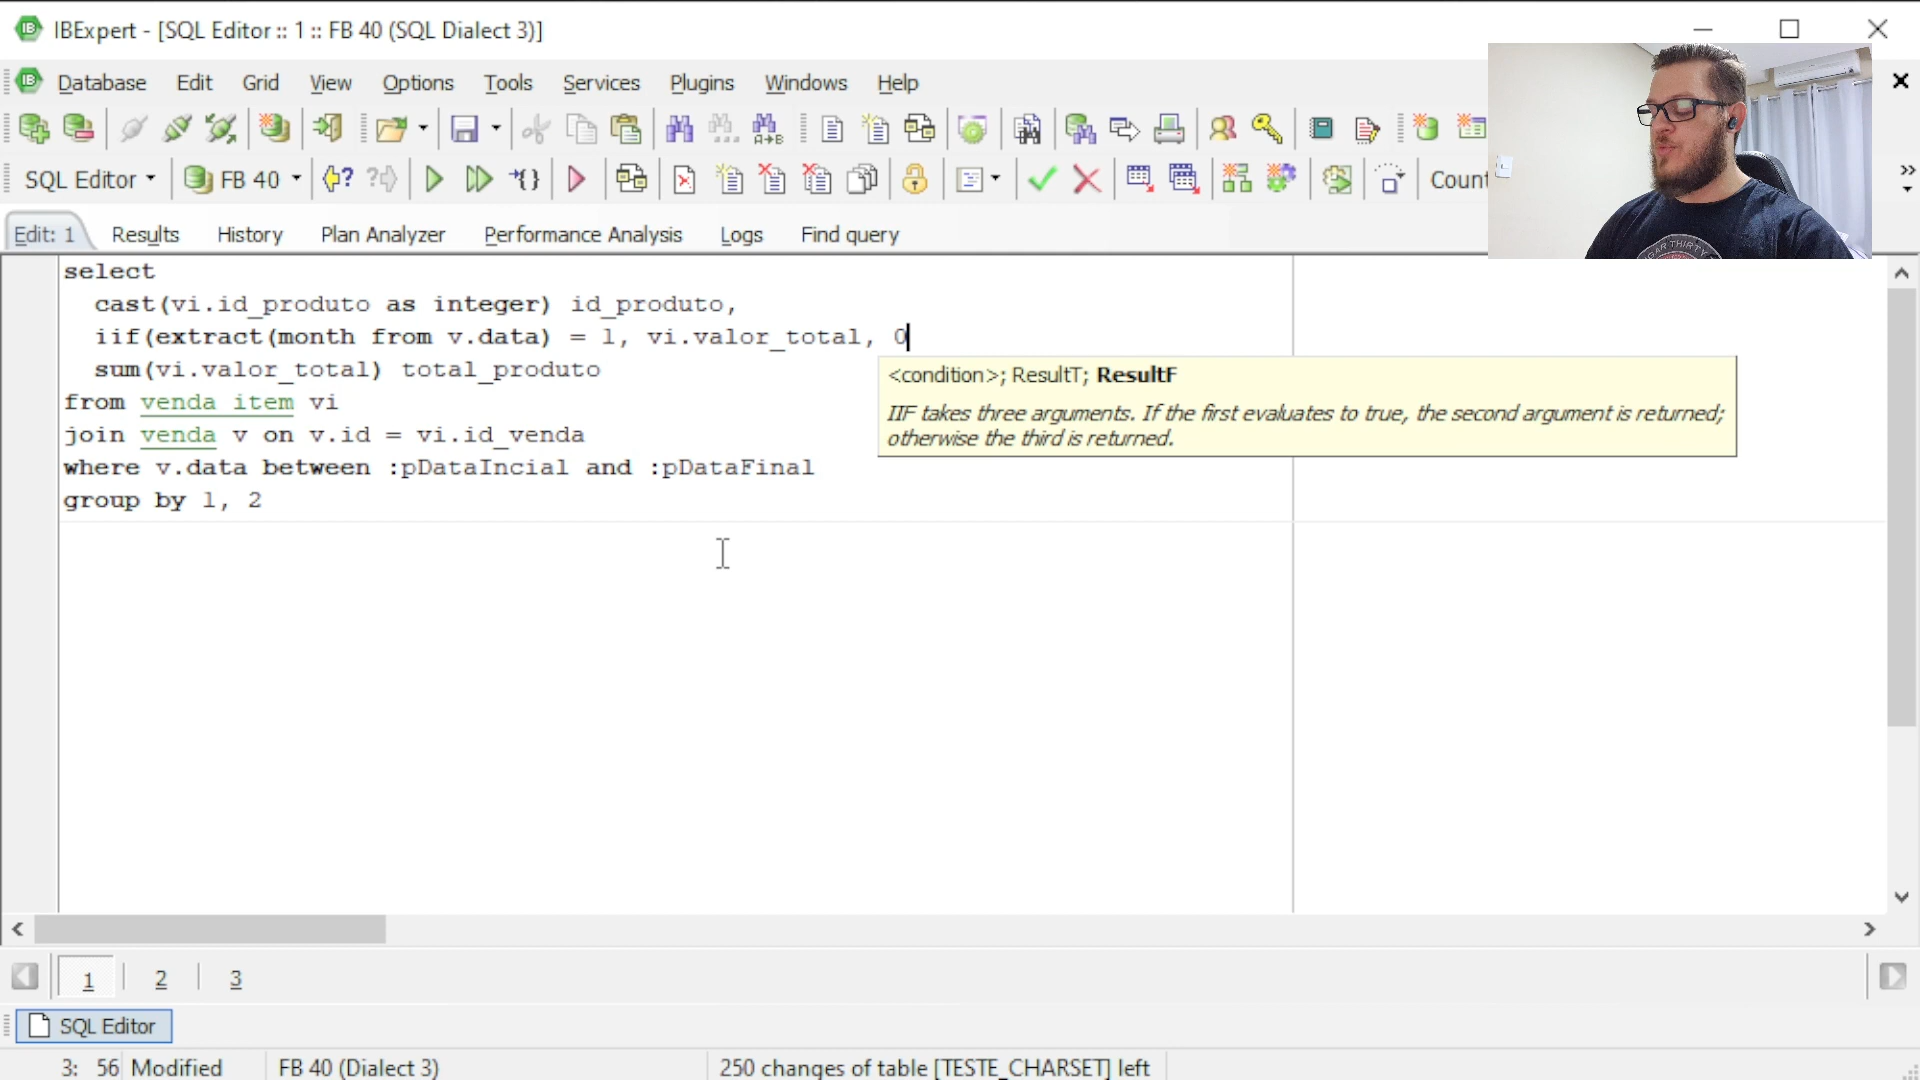 IBExpert - [SQL Editor :: 1 :: FB 40 (SQL Dialect 3)]
Database Edit Grid View Options Tools Services Plugins Windows Help
SQL Editor FB 40 Count
Edit: 1 Results History Plan Analyzer Performance Analysis Logs Find query
select
cast(vi.id_produto as integer) id_produto,
iif(extract(month from v.data) = 1, vi.valor_total, 0
sum(vi.valor_total) total_produto
from venda_item vi
join venda v on v.id = vi.id_venda
where v.data between :pDataIncial and :pDataFinal
group by 1, 2
<condition>; ResultT; ResultF
IIF takes three arguments. If the first evaluates to true, the second argument is returned;
otherwise the third is returned.
1 2 3
SQL Editor
3: 56 Modified FB 40 (Dialect 3) 250 changes of table [TESTE_CHARSET] left